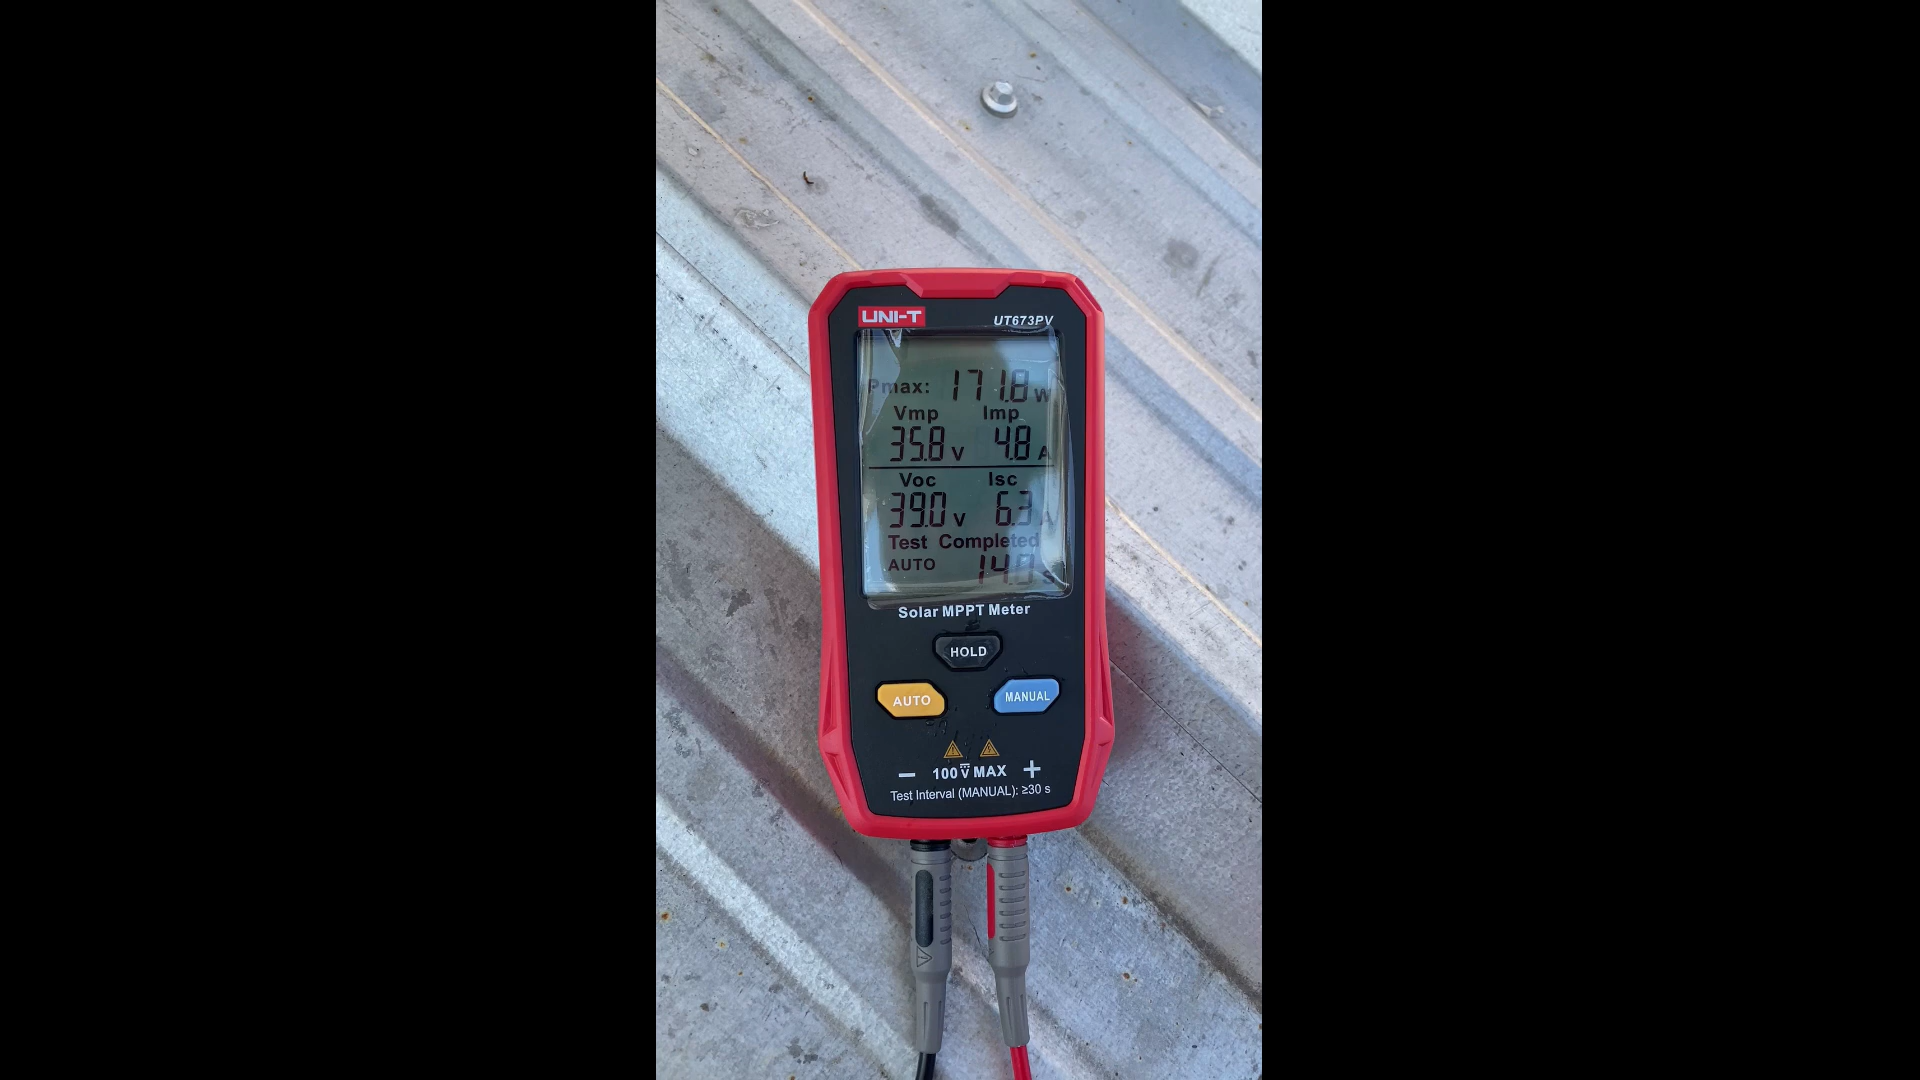 UNI-T
UT673PV
Pmax: 171.8 W
Vmp Imp
35.8 V 4.8 A
Voc Isc
39.0 V 6.3 A
Test Completed
AUTO 14.0 s
Solar MPPT Meter
HOLD
AUTO MANUAL
− 100 V MAX +
Test Interval (MANUAL): ≥30 s